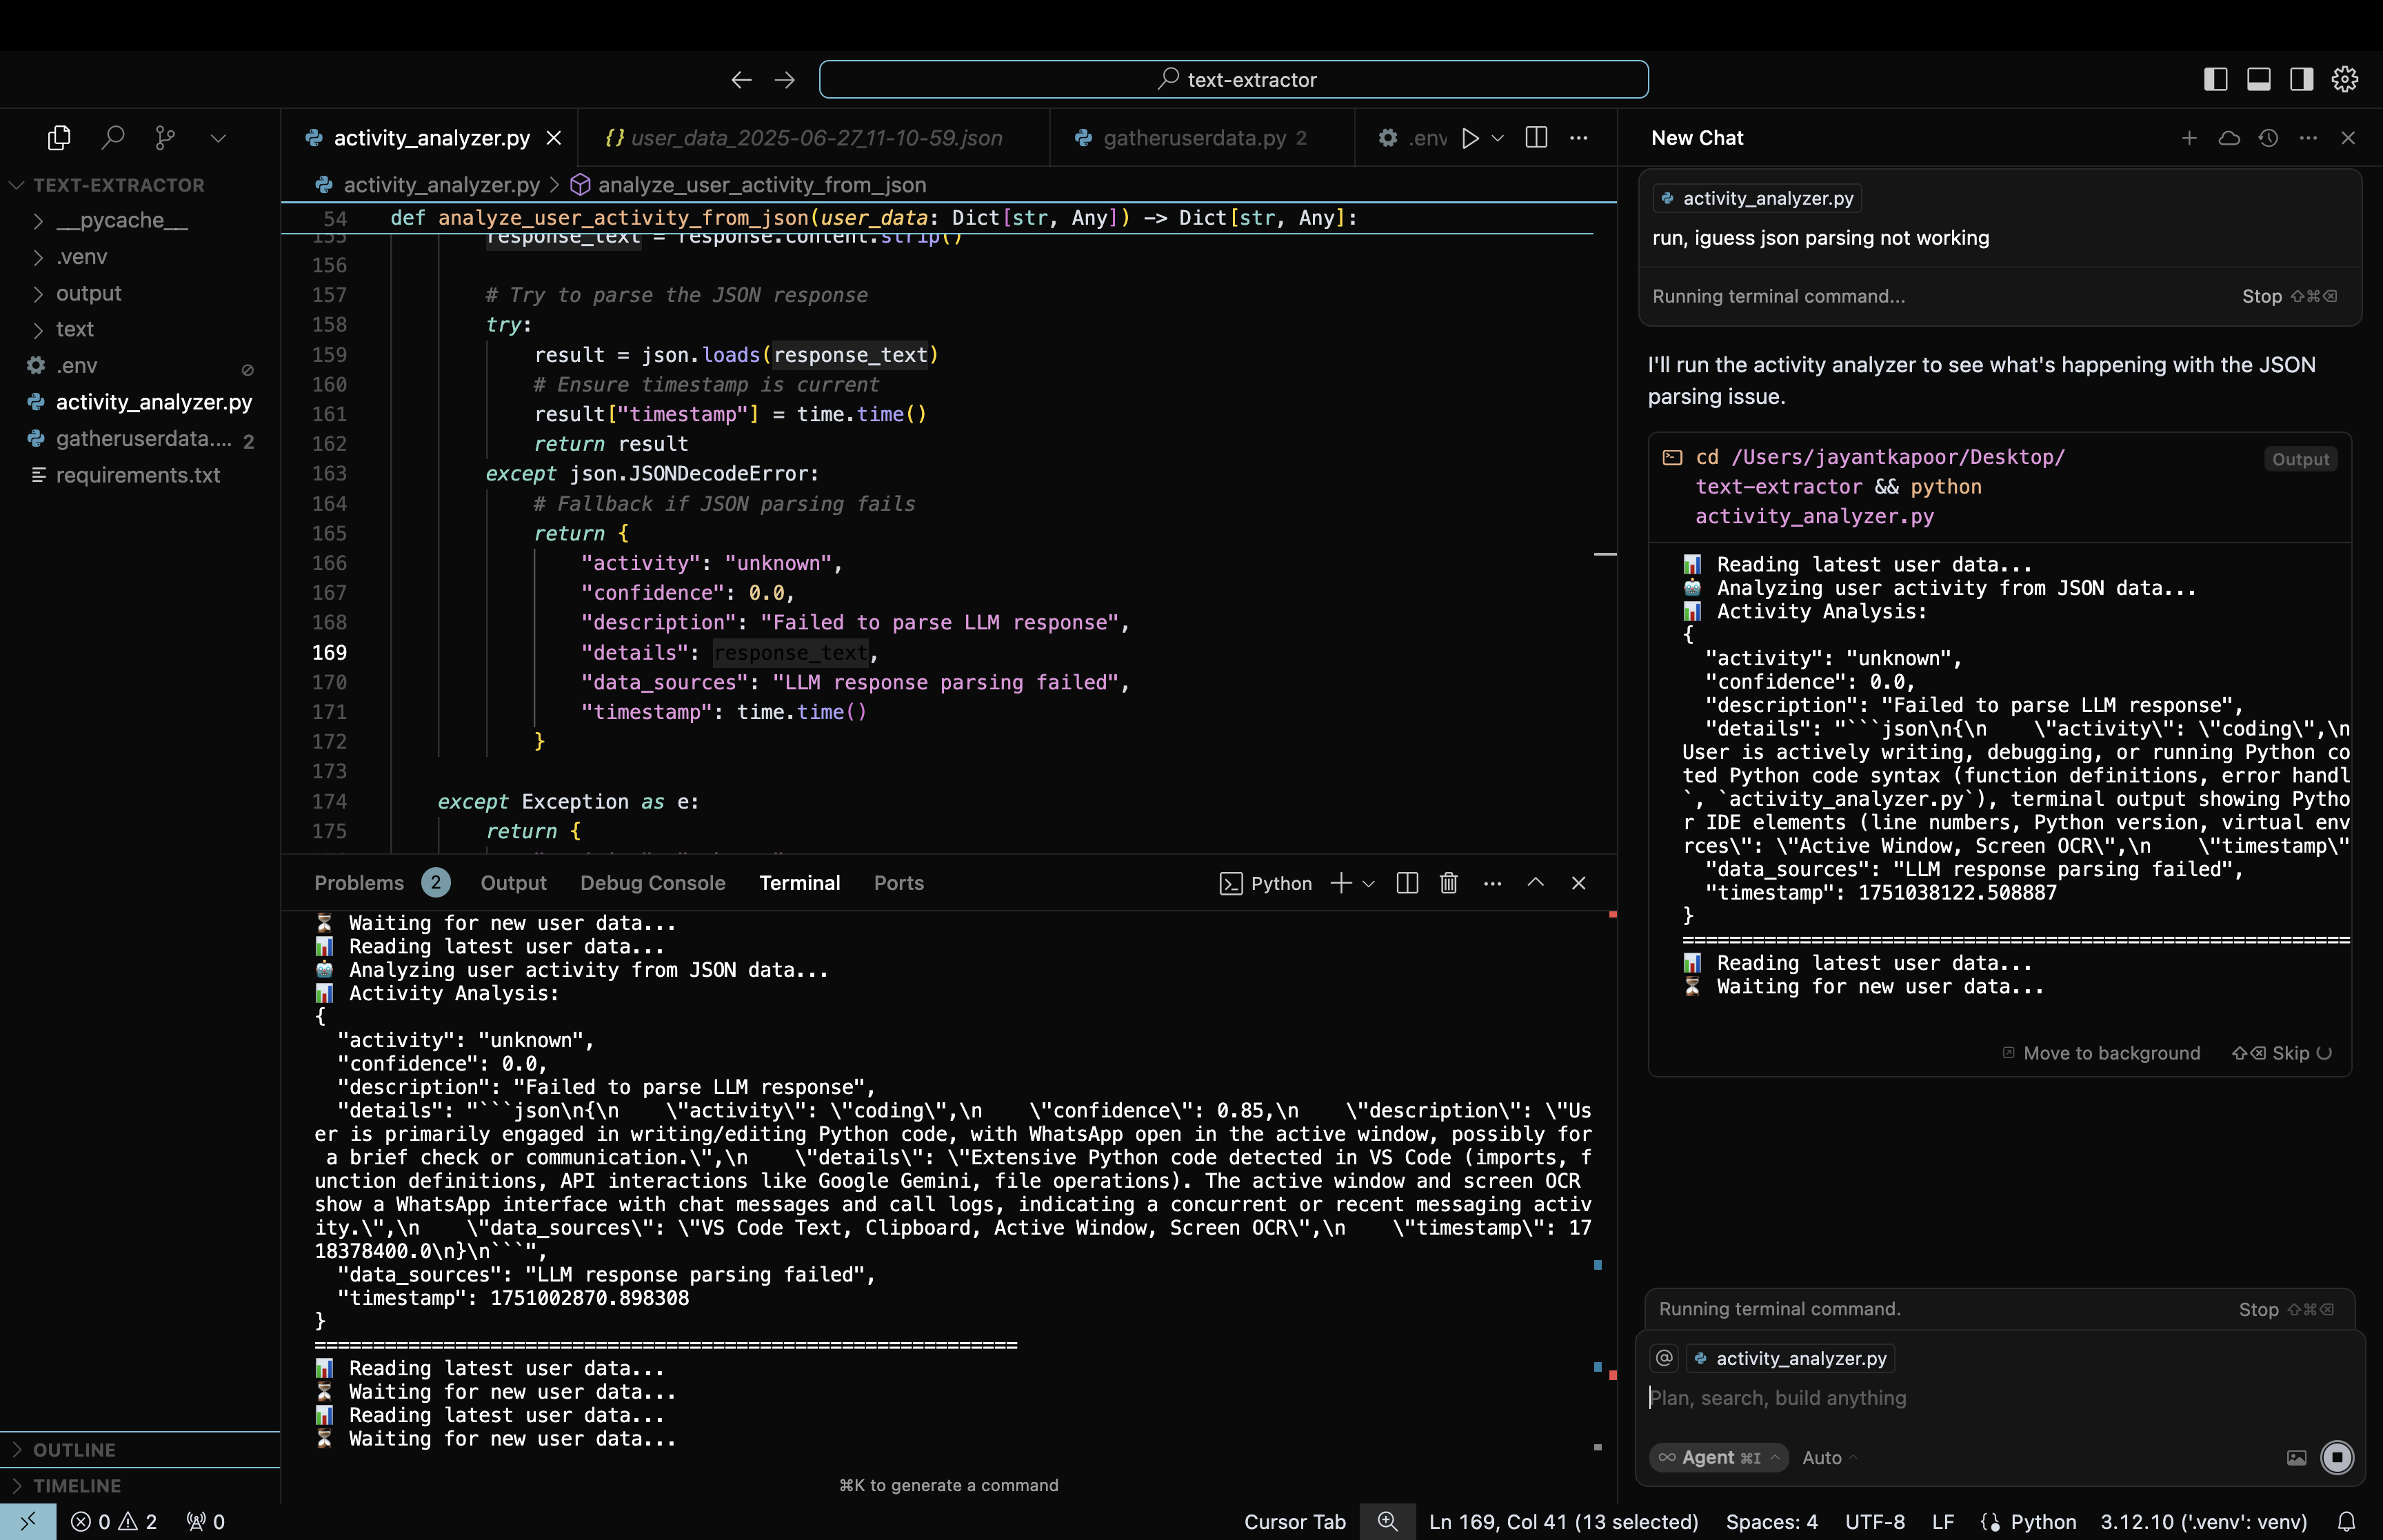 text-extractor
activity_analyzer.py
{} user_data_2025-06-27_11-10-59.json
gatheruserdata.py 2
.env
TEXT-EXTRACTOR
__pycache__
.venv
output
text
.env
activity_analyzer.py
gatheruserdata.... 2
requirements.txt
OUTLINE
TIMELINE
activity_analyzer.py > analyze_user_activity_from_json
54 def analyze_user_activity_from_json(user_data: Dict[str, Any]) -> Dict[str, Any]:
155 response_text = response.content.strip()
156
157 # Try to parse the JSON response
158 try:
159 result = json.loads(response_text)
160 # Ensure timestamp is current
161 result["timestamp"] = time.time()
162 return result
163 except json.JSONDecodeError:
164 # Fallback if JSON parsing fails
165 return {
166 "activity": "unknown",
167 "confidence": 0.0,
168 "description": "Failed to parse LLM response",
169 "details": response_text,
170 "data_sources": "LLM response parsing failed",
171 "timestamp": time.time()
172 }
173
174 except Exception as e:
175 return {
Problems 2 Output Debug Console Terminal Ports
Python
Waiting for new user data...
Reading latest user data...
Analyzing user activity from JSON data...
Activity Analysis:
{
"activity": "unknown",
"confidence": 0.0,
"description": "Failed to parse LLM response",
"details": "```json\n{\n    \"activity\": \"coding\",\n    \"confidence\": 0.85,\n    \"description\": \"Us
er is primarily engaged in writing/editing Python code, with WhatsApp open in the active window, possibly for
a brief check or communication.\",\n    \"details\": \"Extensive Python code detected in VS Code (imports, f
unction definitions, API interactions like Google Gemini, file operations). The active window and screen OCR
show a WhatsApp interface with chat messages and call logs, indicating a concurrent or recent messaging activ
ity.\",\n    \"data_sources\": \"VS Code Text, Clipboard, Active Window, Screen OCR\",\n    \"timestamp\": 17
18378400.0\n}\n```",
"data_sources": "LLM response parsing failed",
"timestamp": 1751002870.898308
}
============================================================
Reading latest user data...
Waiting for new user data...
Reading latest user data...
Waiting for new user data...
⌘K to generate a command
New Chat
activity_analyzer.py
run, iguess json parsing not working
Running terminal command... Stop ⇧⌘⌫
I'll run the activity analyzer to see what's happening with the JSON
parsing issue.
cd /Users/jayantkapoor/Desktop/
text-extractor && python
activity_analyzer.py
Output
Reading latest user data...
Analyzing user activity from JSON data...
Activity Analysis:
{
"activity": "unknown",
"confidence": 0.0,
"description": "Failed to parse LLM response",
"details": "```json\n{\n    \"activity\": \"coding\",\n
User is actively writing, debugging, or running Python co
ted Python code syntax (function definitions, error handl
`, `activity_analyzer.py`), terminal output showing Pytho
r IDE elements (line numbers, Python version, virtual env
rces\": \"Active Window, Screen OCR\",\n    \"timestamp\"
"data_sources": "LLM response parsing failed",
"timestamp": 1751038122.508887
}
=========================================================
Reading latest user data...
Waiting for new user data...
Move to background ⇧⌫ Skip
Running terminal command. Stop ⇧⌘⌫
@ activity_analyzer.py
Plan, search, build anything
∞ Agent ⌘I Auto
0 2 0
Cursor Tab Ln 169, Col 41 (13 selected) Spaces: 4 UTF-8 LF Python 3.12.10 ('.venv': venv)